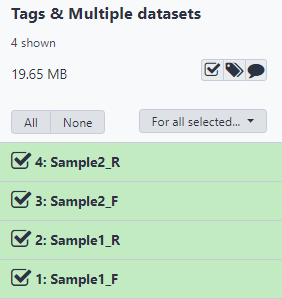 Tags & Multiple datasets
4 shown
19.65 MB
All None For all selected...
4: Sample2_R
3: Sample2_F
2: Sample1_R
1: Sample1_F